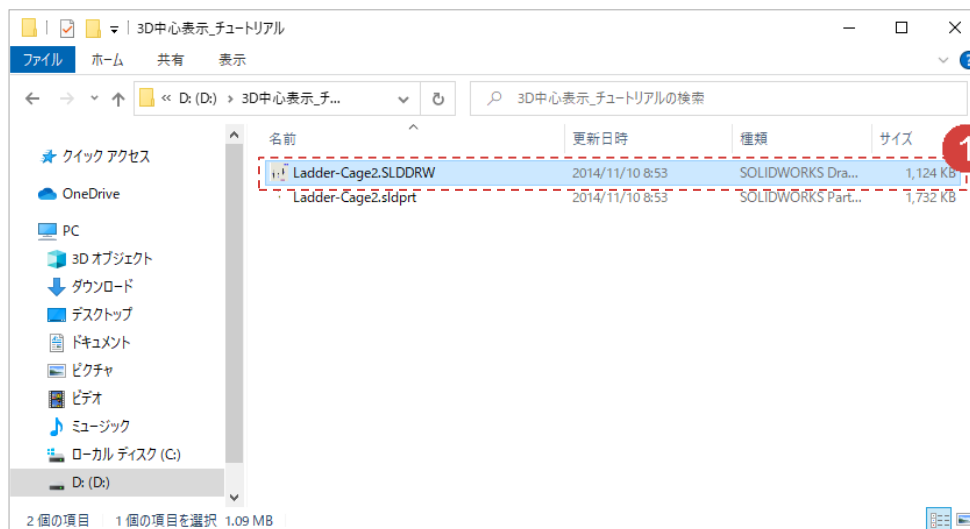 3D中心表示_チュートリアル
ファイル ホーム 共有 表示
« D: (D:) › 3D中心表示_チ... 3D中心表示_チュートリアルの検索
名前 更新日時 種類 サイズ
1
Ladder-Cage2.SLDDRW 2014/11/10 8:53 SOLIDWORKS Dra... 1,124 KB
Ladder-Cage2.sldprt 2014/11/10 8:53 SOLIDWORKS Part... 1,732 KB
クイック アクセス
OneDrive
PC
3D オブジェクト
ダウンロード
デスクトップ
ドキュメント
ピクチャ
ビデオ
ミュージック
ローカル ディスク (C:)
D: (D:)
2 個の項目 1 個の項目を選択 1.09 MB